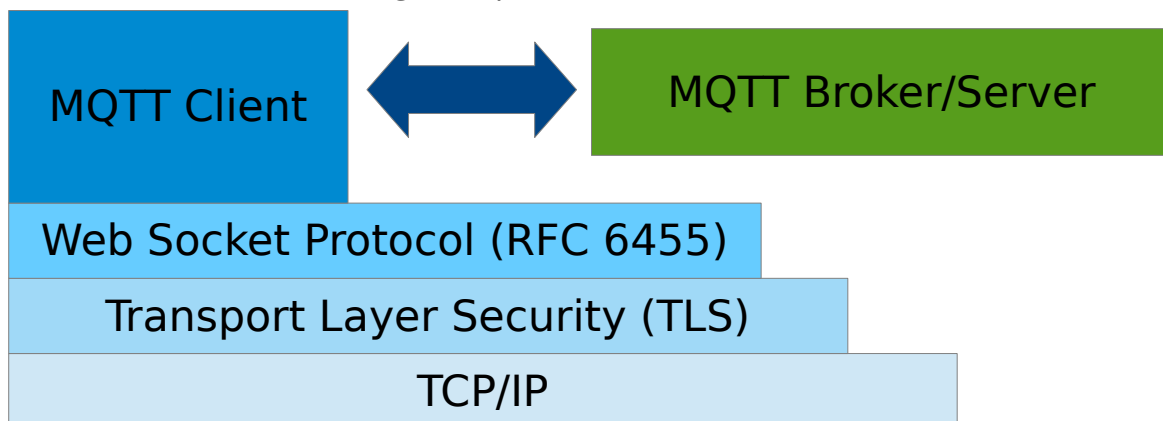 MQTT Client
MQTT Broker/Server
Web Socket Protocol (RFC 6455)
Transport Layer Security (TLS)
TCP/IP